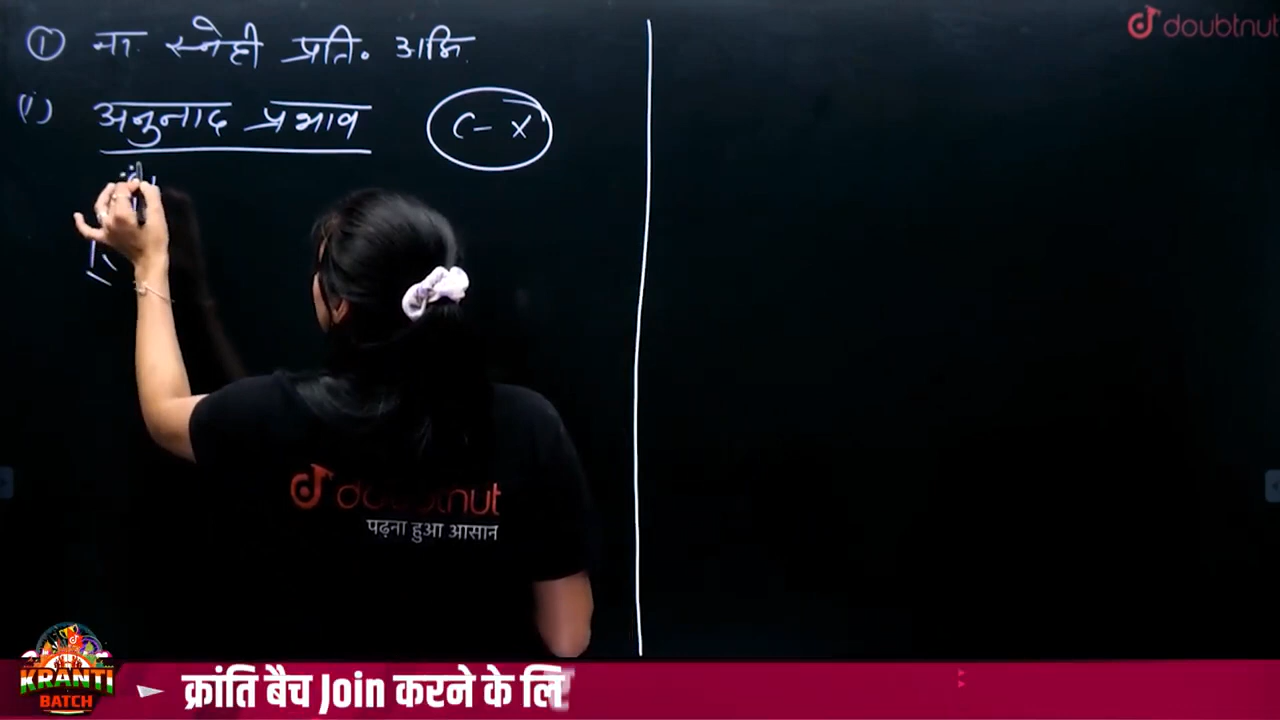 ① ना. स्नेही प्रति. अभि.
(i) अनुनाद प्रभाव C-X
doubtnut
doubtnut
पढ़ना हुआ आसान
KRANTI
BATCH
क्रांति बैच Join करने के लिए